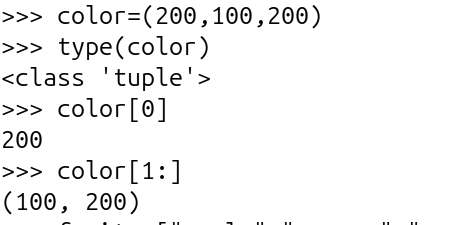 >>> color=(200,100,200)
>>> type(color)
<class 'tuple'>
>>> color[0]
200
>>> color[1:]
(100, 200)